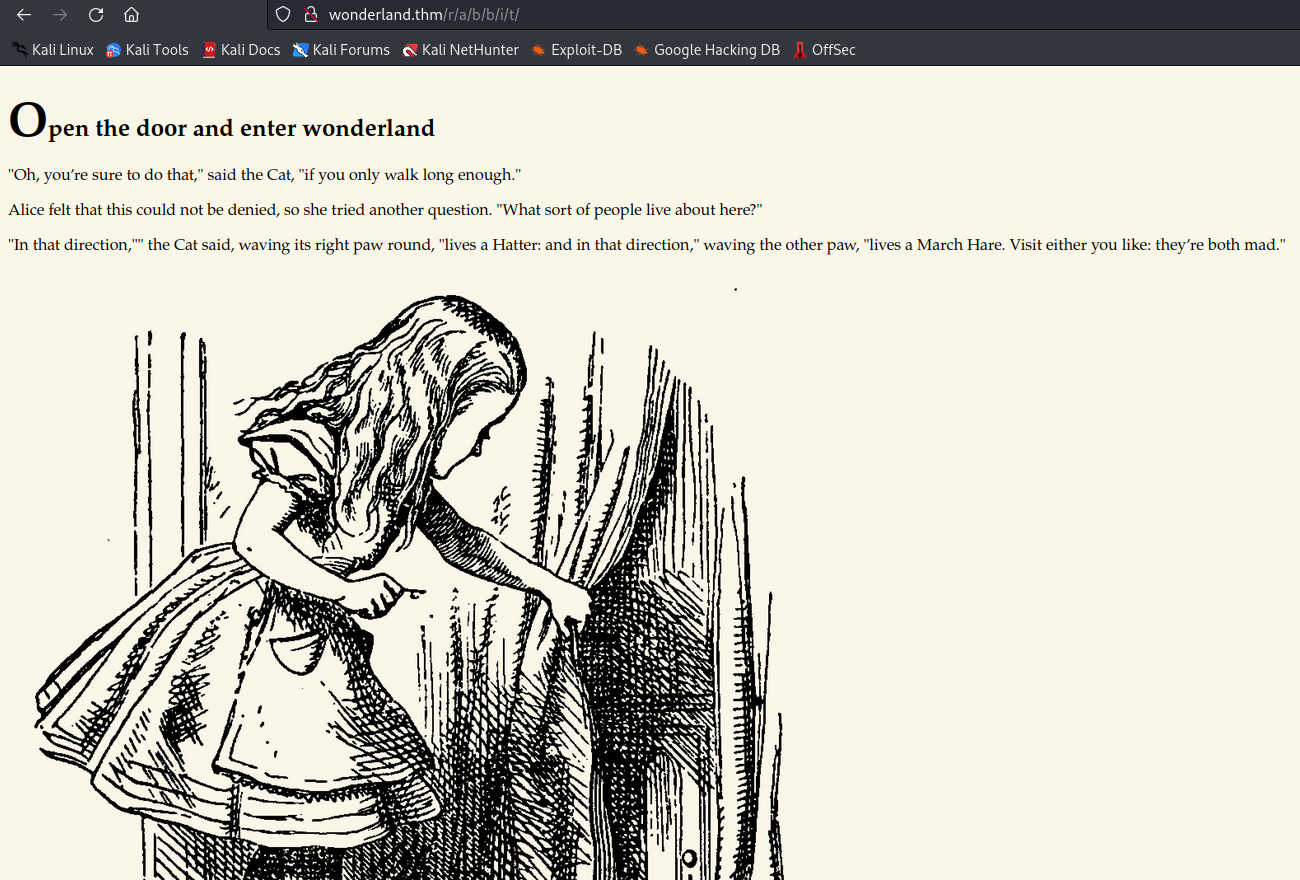 wonderland.thm/r/a/b/b/i/t/
Kali Linux Kali Tools Kali Docs Kali Forums Kali NetHunter Exploit-DB Google Hacking DB OffSec
Open the door and enter wonderland
"Oh, you’re sure to do that," said the Cat, "if you only walk long enough."
Alice felt that this could not be denied, so she tried another question. "What sort of people live about here?"
"In that direction,"" the Cat said, waving its right paw round, "lives a Hatter: and in that direction," waving the other paw, "lives a March Hare. Visit either you like: they’re both mad."